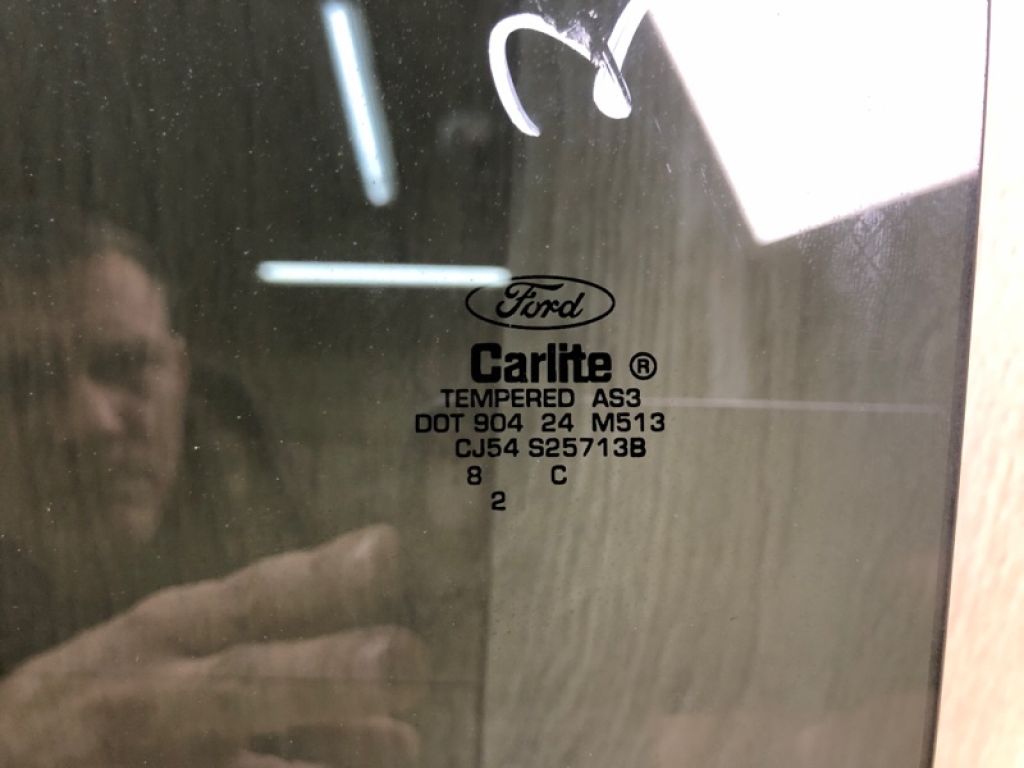 Ford
Carlite ®
TEMPERED AS3
DOT 904 24 M513
CJ54 S25713B
8 C
2